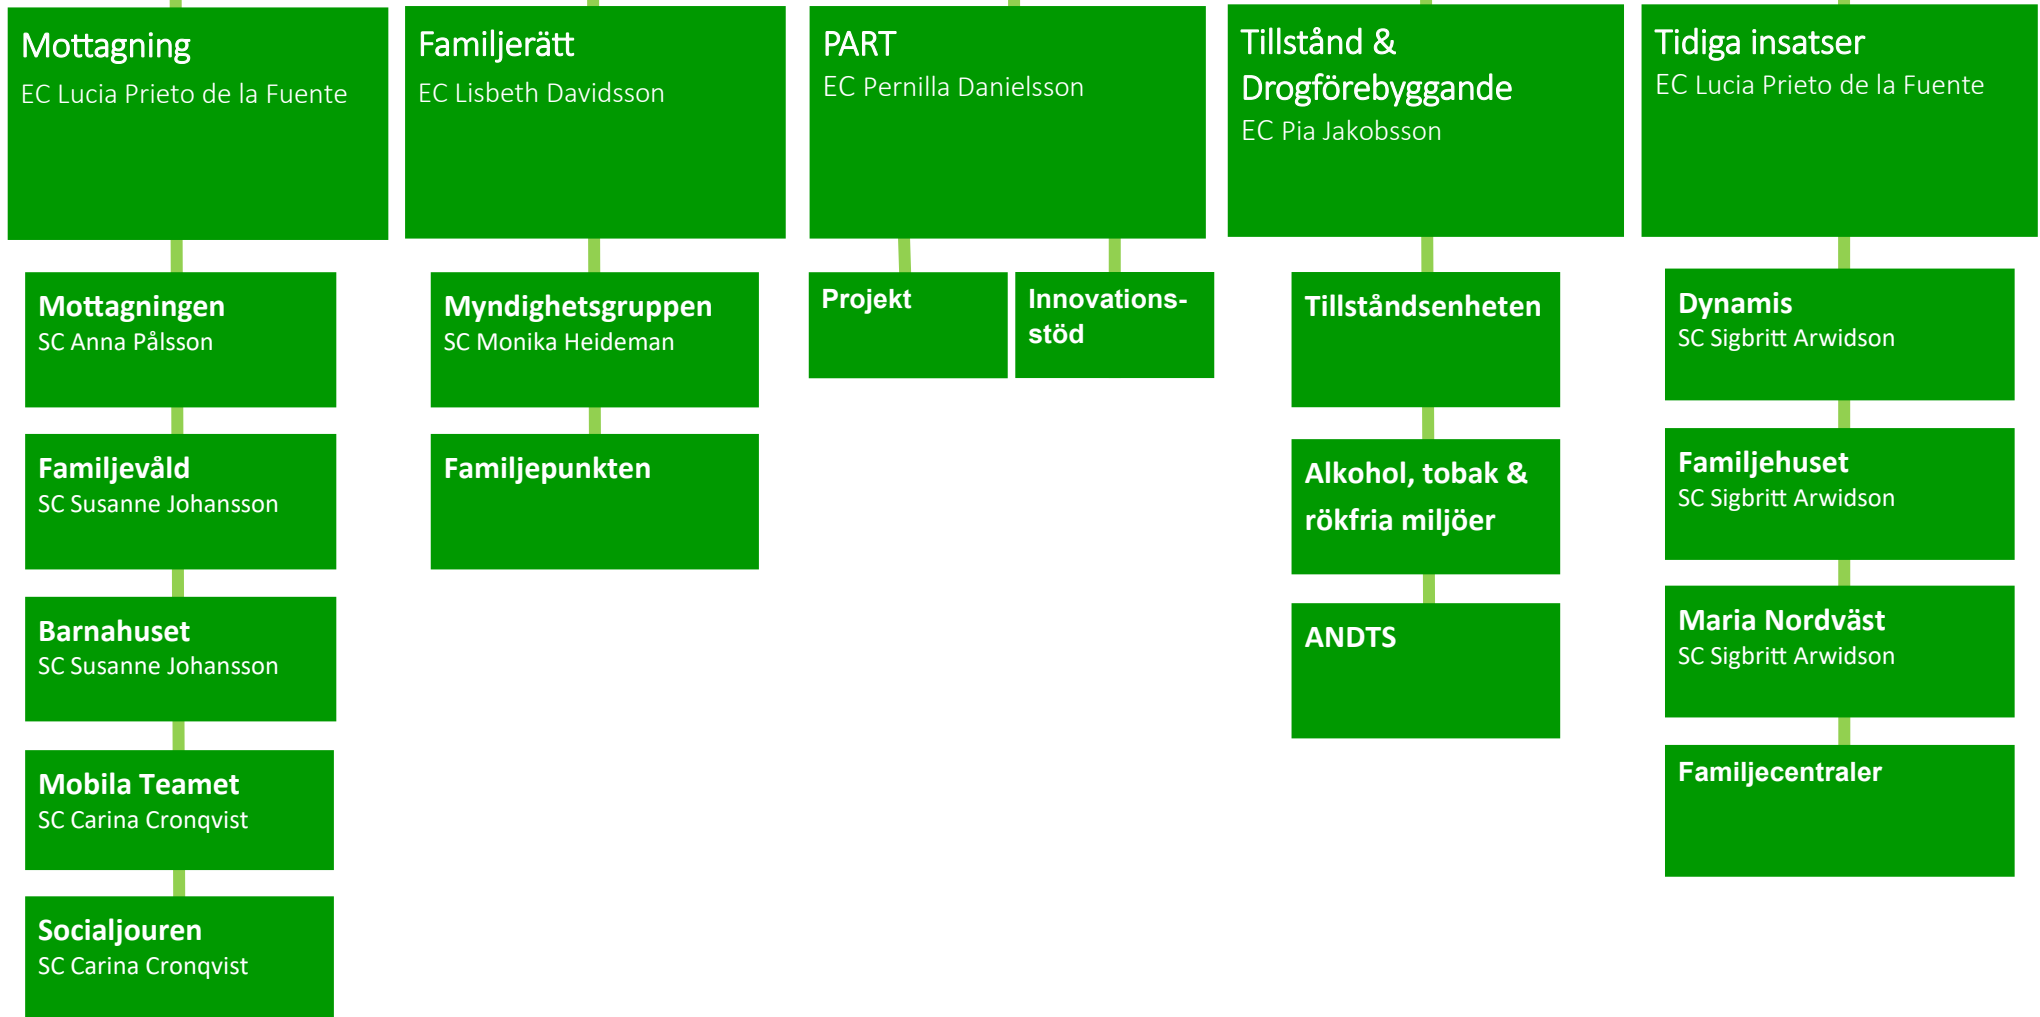 Mottagning
EC Lucia Prieto de la Fuente
Mottagningen
SC Anna Pålsson
Familjevåld
SC Susanne Johansson
Barnahuset
SC Susanne Johansson
Mobila Teamet
SC Carina Cronqvist
Socialjouren
SC Carina Cronqvist
Familjerätt
EC Lisbeth Davidsson
Myndighetsgruppen
SC Monika Heideman
Familjepunkten
PART
EC Pernilla Danielsson
Projekt
Innovations-
stöd
Tillstånd &
Drogförebyggande
EC Pia Jakobsson
Tillståndsenheten
Alkohol, tobak &
rökfria miljöer
ANDTS
Tidiga insatser
EC Lucia Prieto de la Fuente
Dynamis
SC Sigbritt Arwidson
Familjehuset
SC Sigbritt Arwidson
Maria Nordväst
SC Sigbritt Arwidson
Familjecentraler